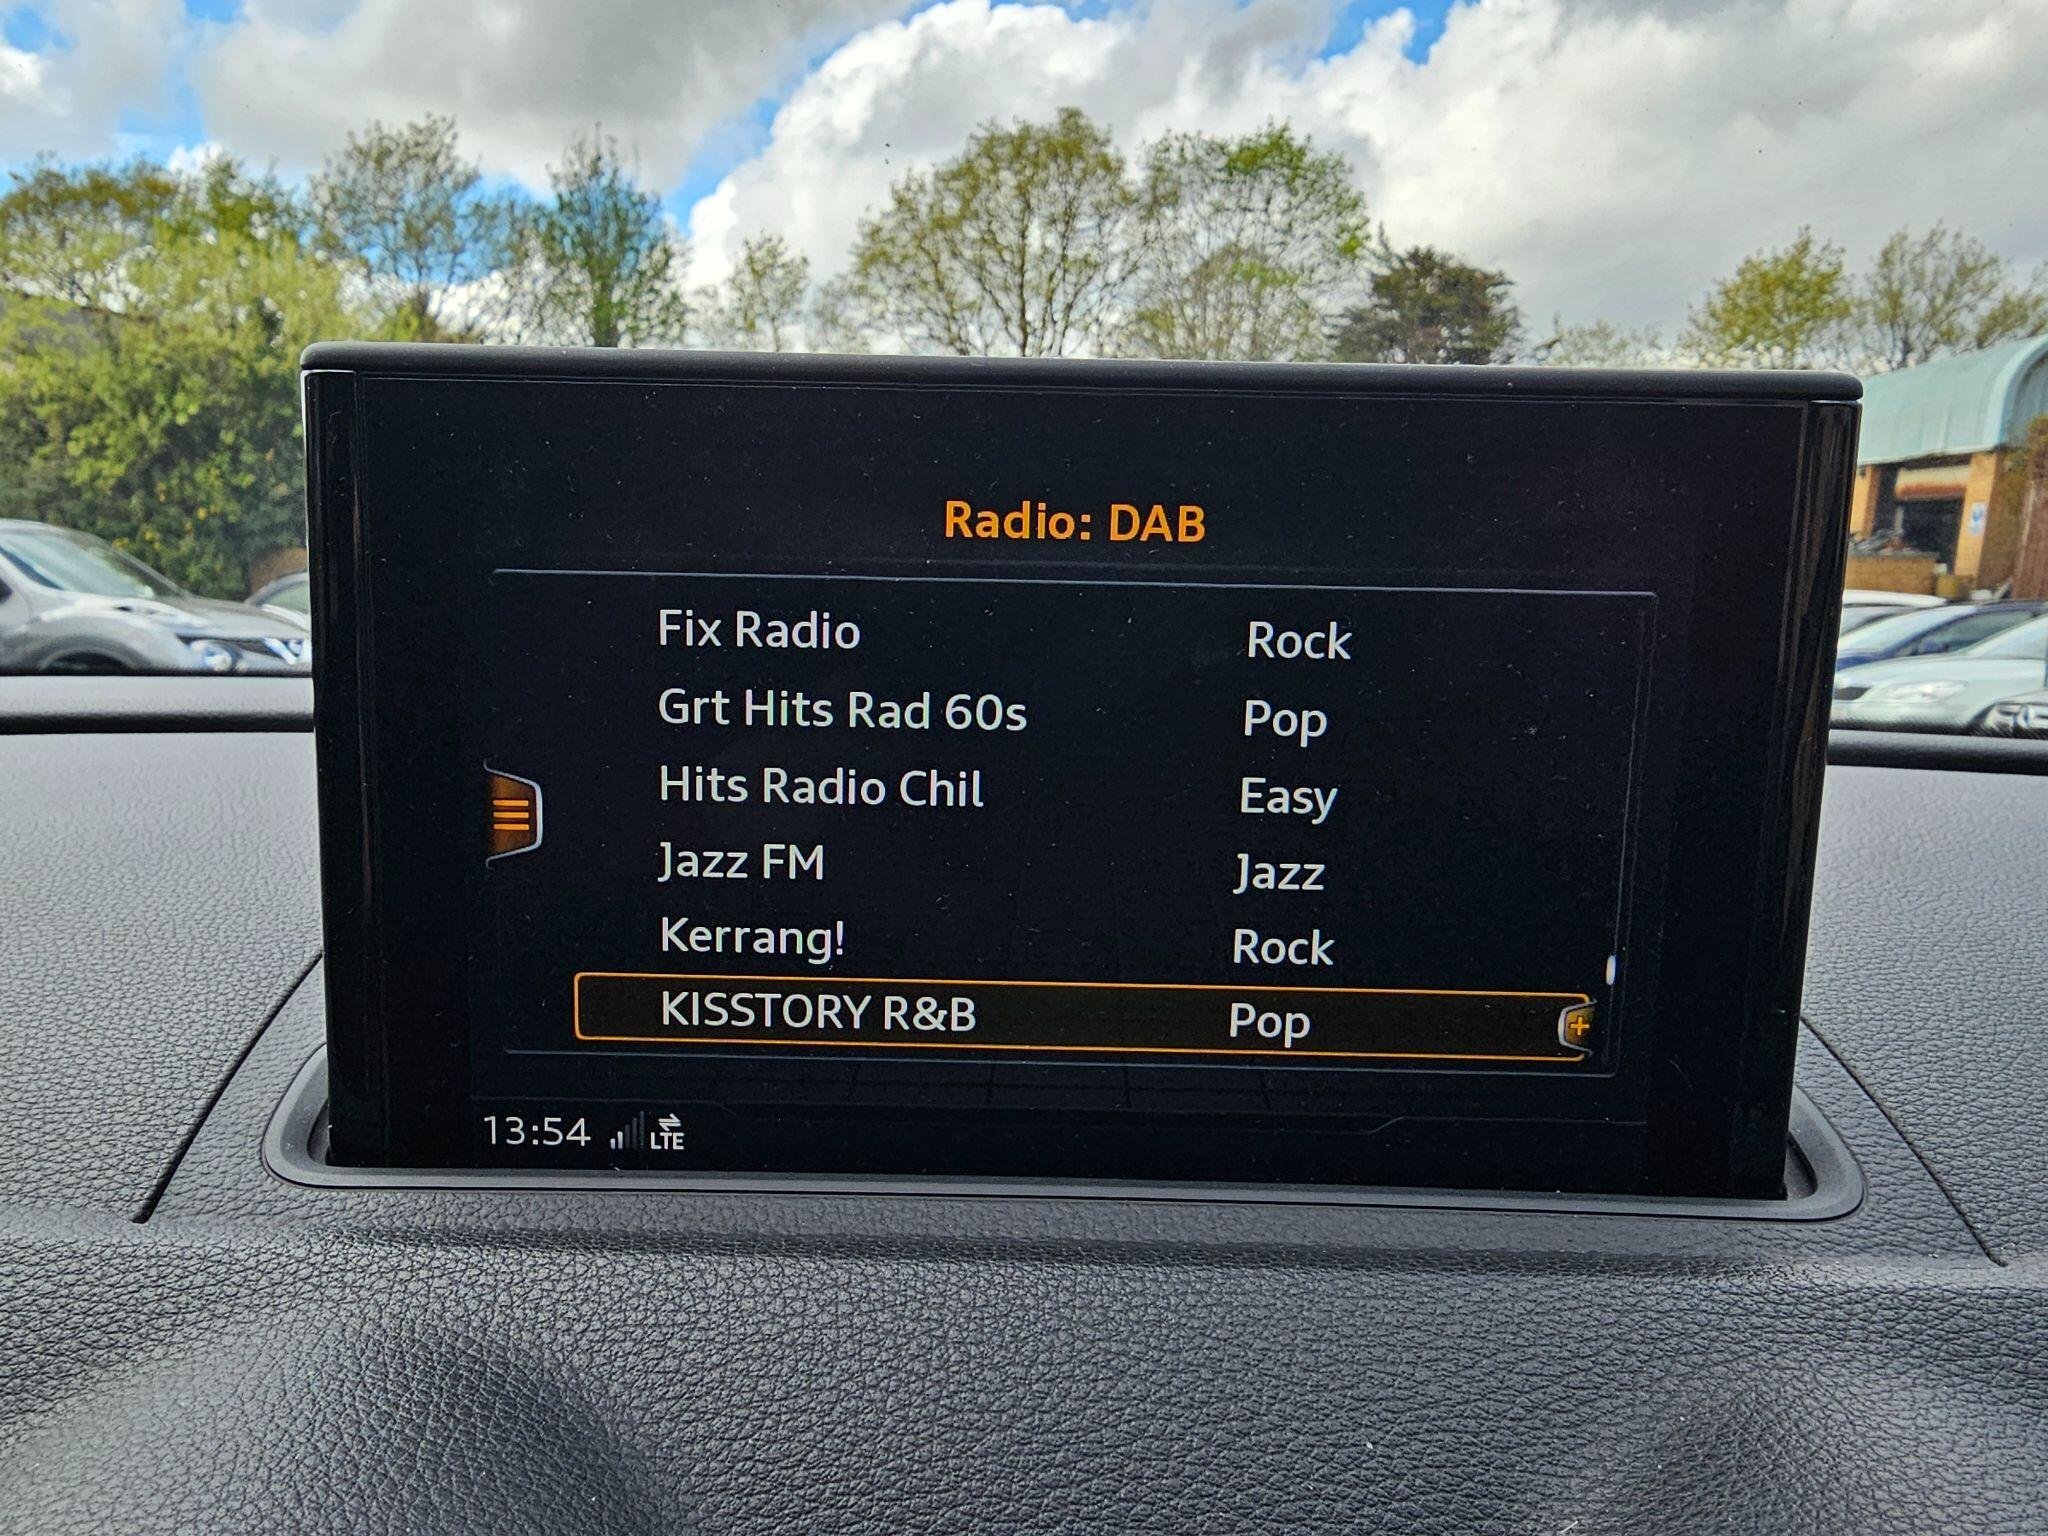 Radio: DAB
Fix Radio Rock
Grt Hits Rad 60s Pop
Hits Radio Chil Easy
Jazz FM Jazz
Kerrang! Rock
KISSTORY R&B Pop
13:54 LTE